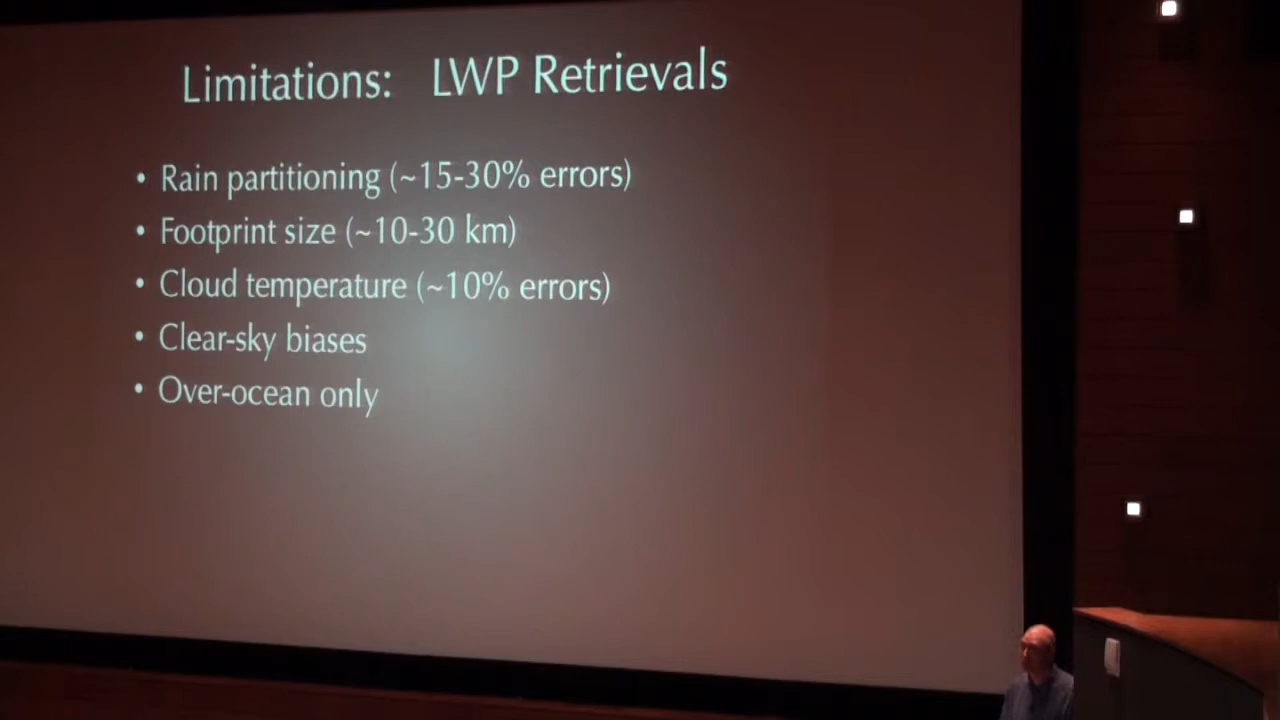 Limitations: LWP Retrievals
• Rain partitioning (~15-30% errors)
• Footprint size (~10-30 km)
• Cloud temperature (~10% errors)
• Clear-sky biases
• Over-ocean only